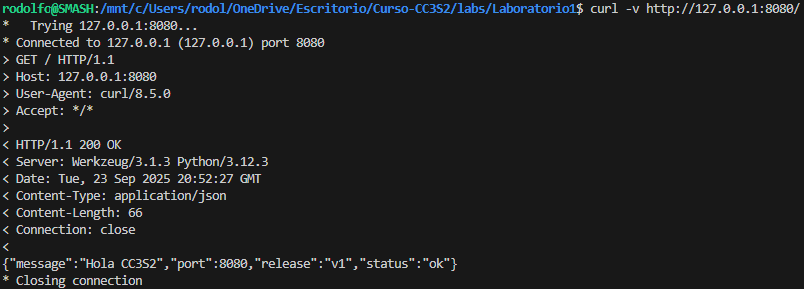 rodolfc@SMASH:/mnt/c/Users/rodol/OneDrive/Escritorio/Curso-CC3S2/labs/Laboratorio1$ curl -v http://127.0.0.1:8080/
*   Trying 127.0.0.1:8080...
* Connected to 127.0.0.1 (127.0.0.1) port 8080
> GET / HTTP/1.1
> Host: 127.0.0.1:8080
> User-Agent: curl/8.5.0
> Accept: */*
>
< HTTP/1.1 200 OK
< Server: Werkzeug/3.1.3 Python/3.12.3
< Date: Tue, 23 Sep 2025 20:52:27 GMT
< Content-Type: application/json
< Content-Length: 66
< Connection: close
<
{"message":"Hola CC3S2","port":8080,"release":"v1","status":"ok"}
* Closing connection